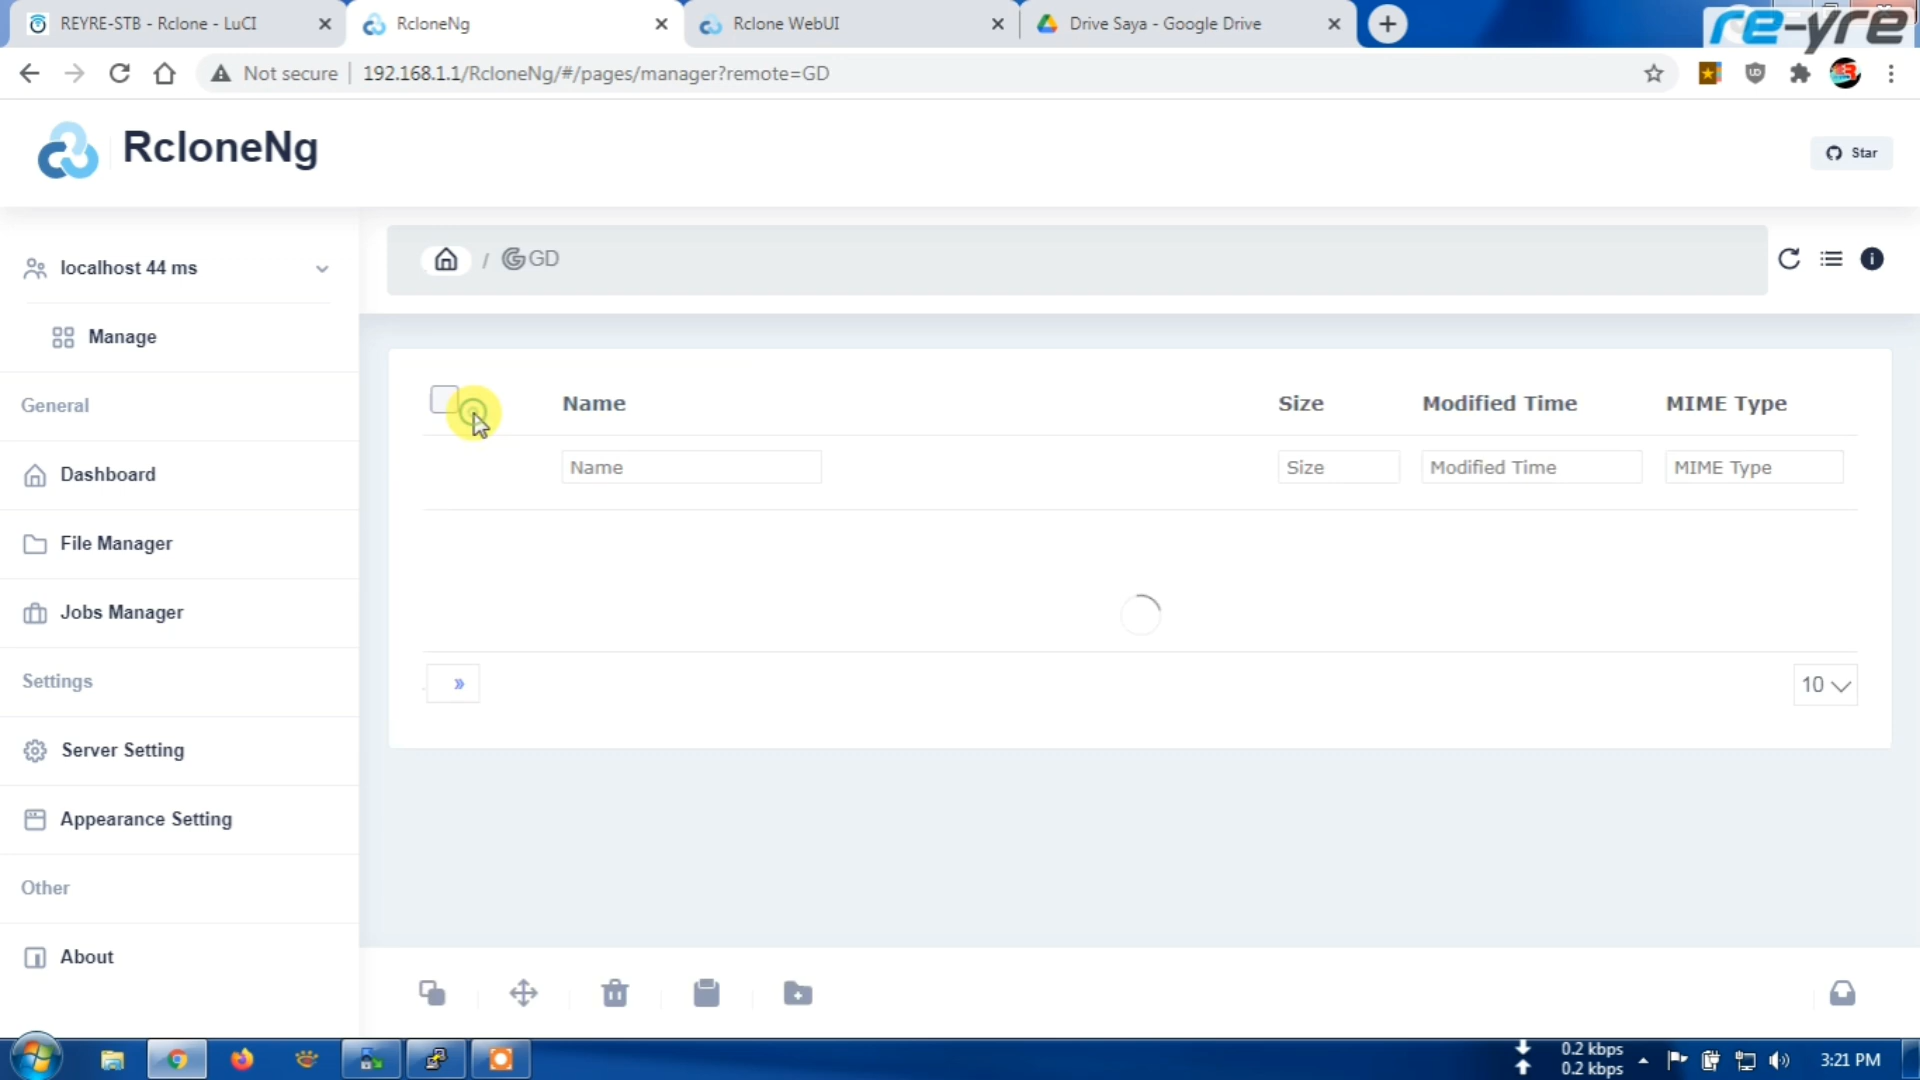 REYRE-STB - Rclone - LuCI
RcloneNg
Rclone WebUI
Drive Saya - Google Drive
re-yre
Not secure
192.168.1.1/RcloneNg/#/pages/manager?remote=GD
RcloneNg
Star
localhost 44 ms
/ GD
Manage
General
Name
Size
Modified Time
MIME Type
Name
Size
Modified Time
MIME Type
Dashboard
File Manager
Jobs Manager
»
10
Settings
Server Setting
Appearance Setting
Other
About
0.2 kbps
0.2 kbps
3:21 PM